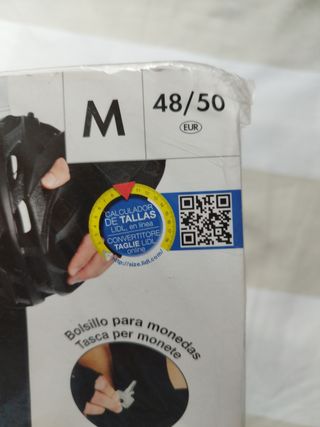 M
48/50
EUR
CALCULADOR
DE TALLAS
LIDL, en línea
CONVERTITORE
TAGLIE LIDL
online
http://size.lidl.com/
Bolsillo para monedas
Tasca per monete